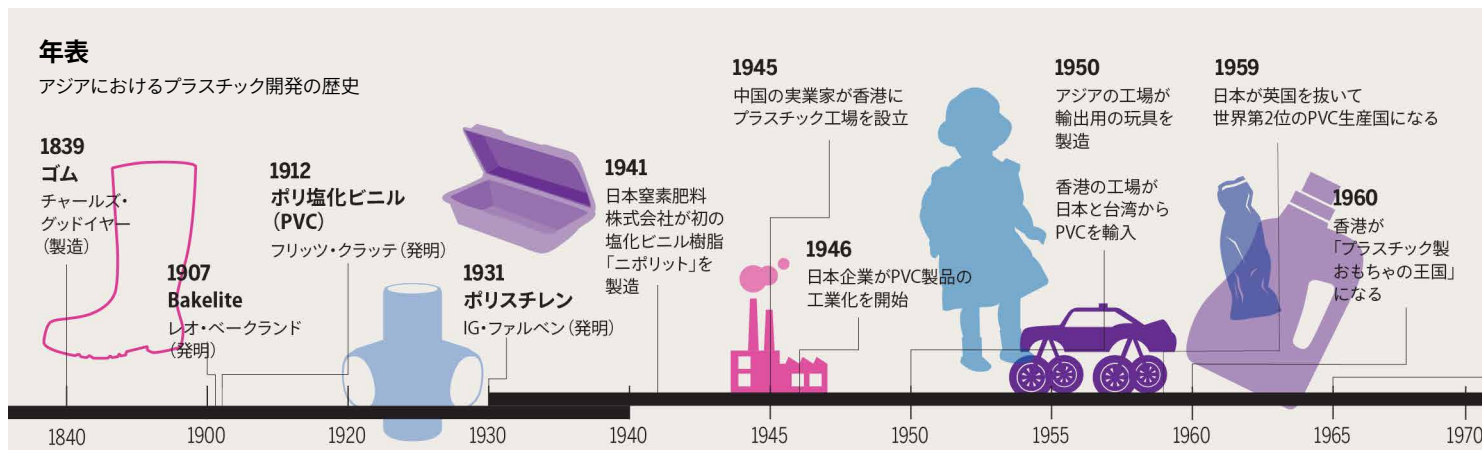 年表
アジアにおけるプラスチック開発の歴史
1839
ゴム
チャールズ・
グッドイヤー
（製造）
1907
Bakelite
レオ・ベークランド
（発明）
1912
ポリ塩化ビニル
（PVC）
フリッツ・クラッテ（発明）
1931
ポリスチレン
IG・ファルベン（発明）
1941
日本窒素肥料
株式会社が初の
塩化ビニル樹脂
「ニポリット」を
製造
1945
中国の実業家が香港に
プラスチック工場を設立
1946
日本企業がPVC製品の
工業化を開始
1950
アジアの工場が
輸出用の玩具を
製造
香港の工場が
日本と台湾から
PVCを輸入
1959
日本が英国を抜いて
世界第2位のPVC生産国になる
1960
香港が
「プラスチック製
おもちゃの王国」
になる
1840
1900
1920
1930
1940
1945
1950
1955
1960
1965
1970